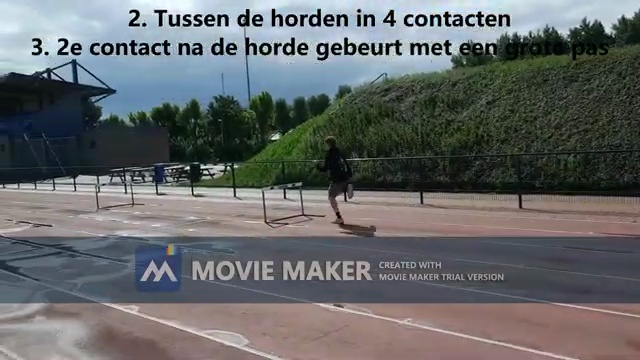 2. Tussen de horden in 4 contacten
3. 2e contact na de horde gebeurt met een grote pas
MOVIE MAKER
CREATED WITH
MOVIE MAKER TRIAL VERSION